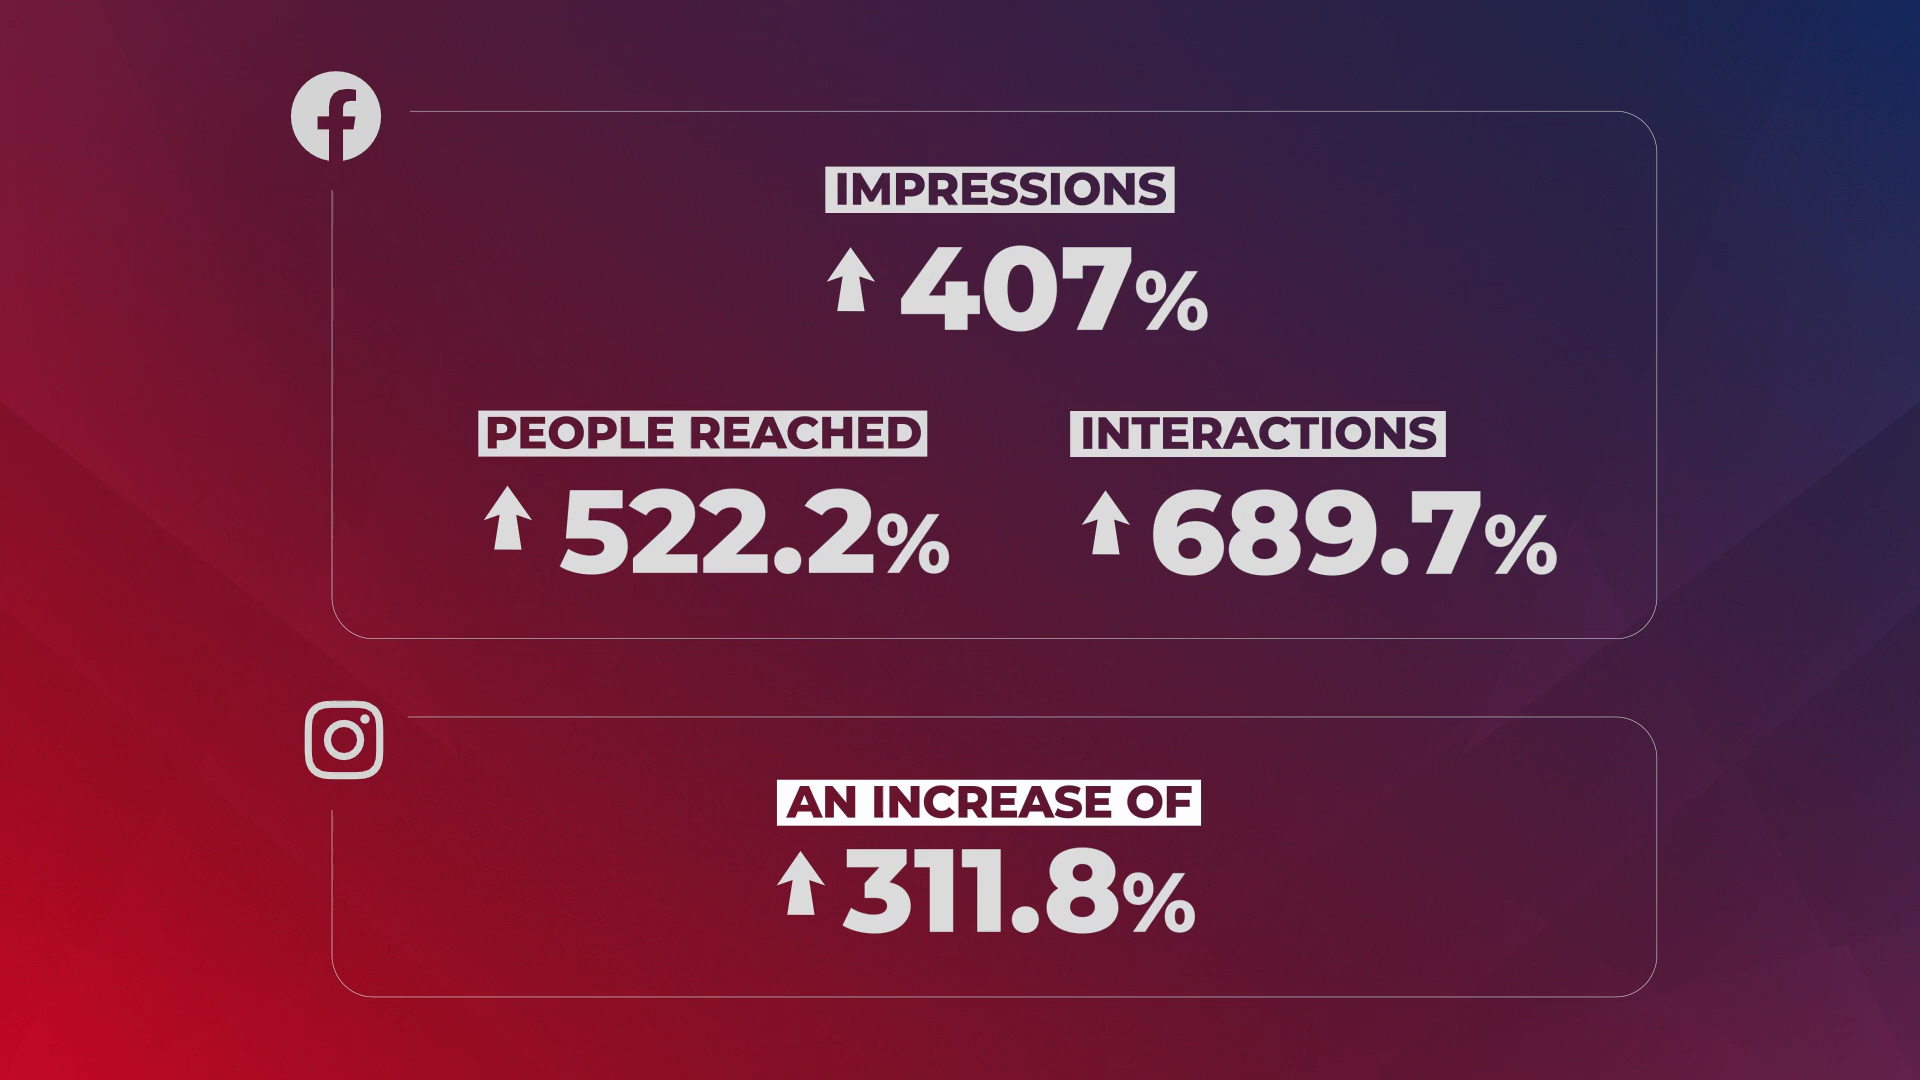 IMPRESSIONS
407%
PEOPLE REACHED
522.2%
INTERACTIONS
689.7%
AN INCREASE OF
311.8%